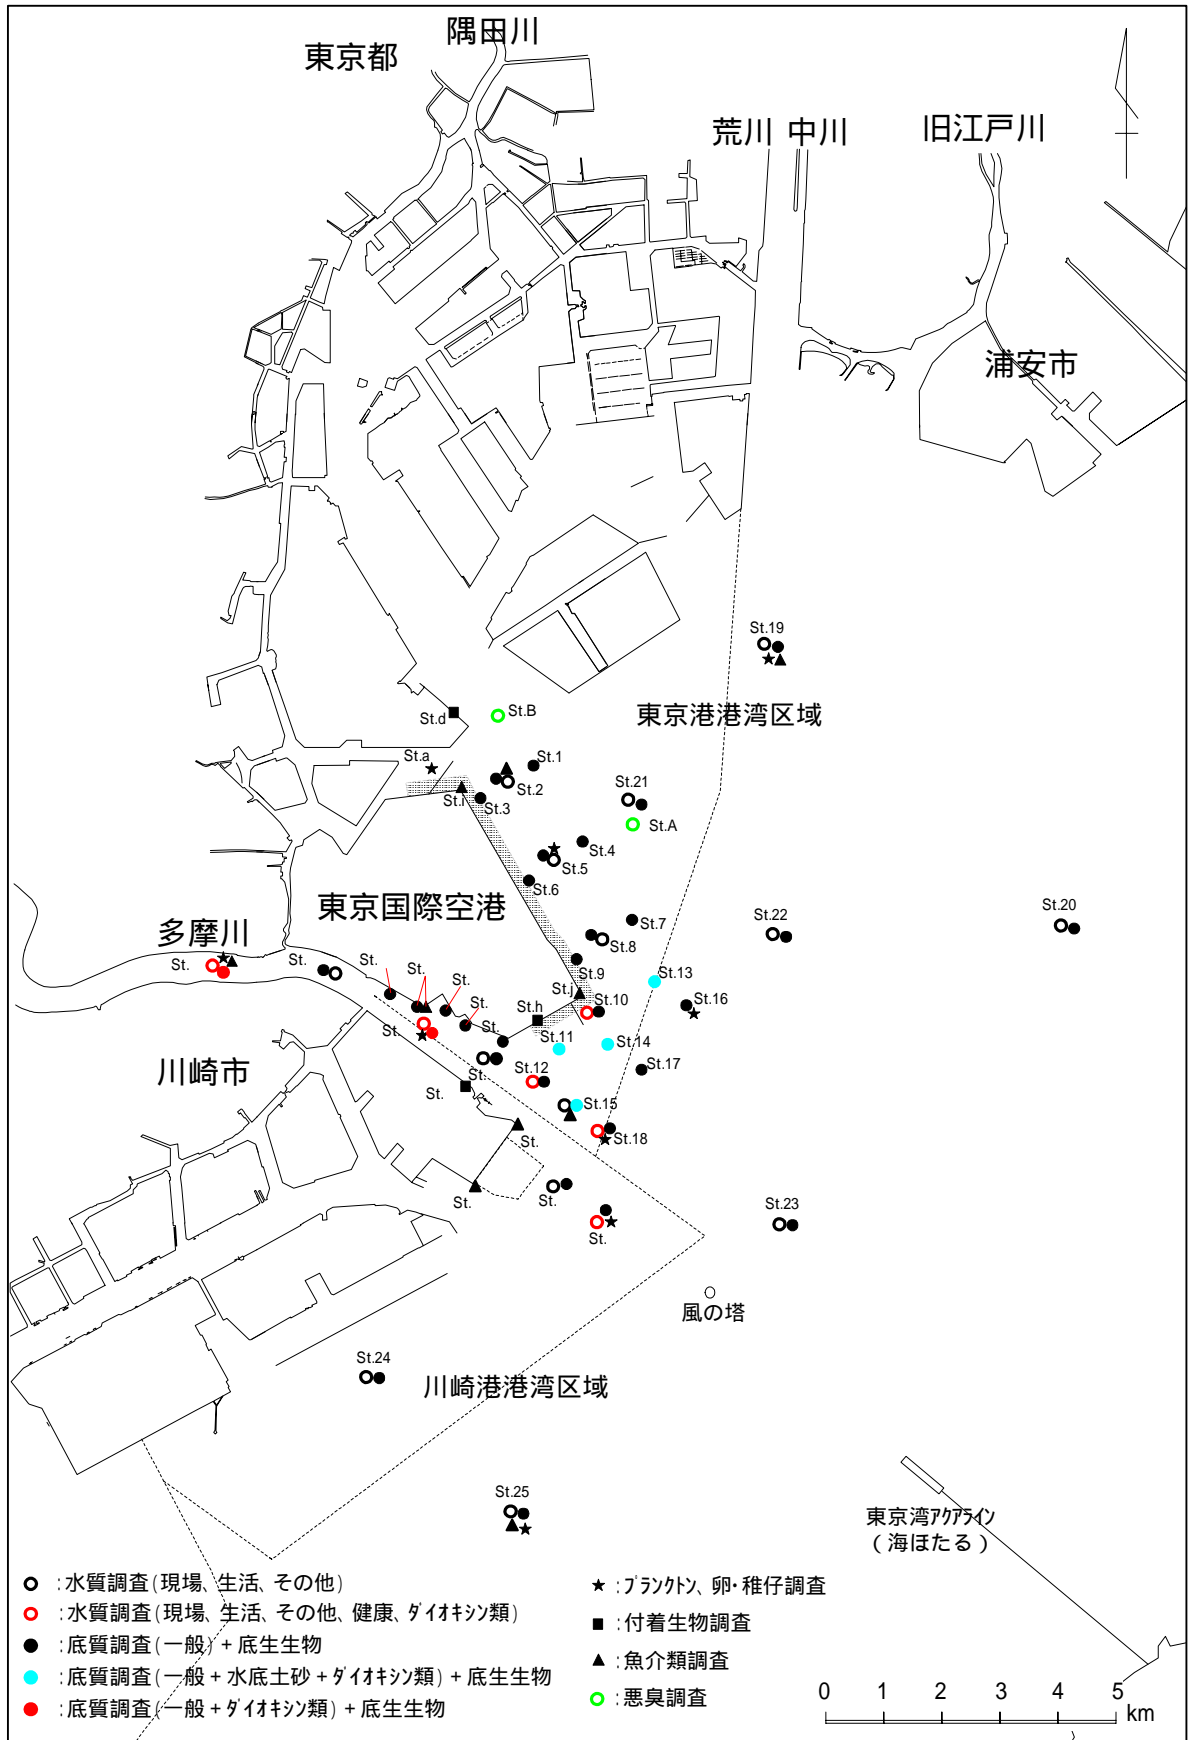 隅田川
東京都
荒川 中川
旧江戸川
浦安市
St.19
東京港港湾区域
St.d
St.B
St.a
St.1
St.2
St.i
St.3
St.21
St.A
St.4
St.5
St.6
東京国際空港
St.7
St.22
St.20
St.8
多摩川
St.
St.
St.
St.
St.
St.
St.
St.9
St.j
St.13
St.h
St.10
St.16
St.
St.11
St.14
川崎市
St.
St.12
St.17
St.
St.15
St.18
St.
St.
St.
St.
St.23
風の塔
St.24
川崎港港湾区域
St.25
東京湾アクアライン
(海ほたる)
:水質調査(現場、生活、その他)
:水質調査(現場、生活、その他、健康、ダイオキシン類)
:底質調査(一般)+底生生物
:底質調査(一般+水底土砂+ダイオキシン類)+底生生物
:底質調査(一般+ダイオキシン類)+底生生物
:プランクトン、卵・稚仔調査
:付着生物調査
:魚介類調査
:悪臭調査
0 1 2 3 4 5
km